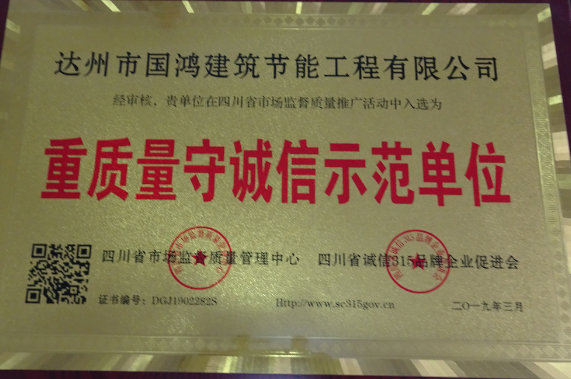 达州市国鸿建筑节能工程有限公司
经审核，贵单位在四川省市场监督质量推广活动中入选为
重质量守诚信示范单位
四川省市场监督质量管理中心 四川省诚信315品牌企业促进会
证书编号：DGJ1902282S Http://www.sc315gov.cn 二〇一九年三月